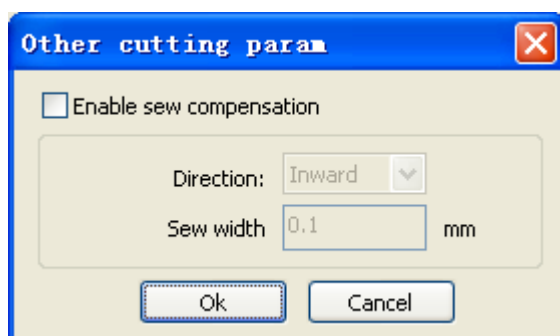 Other cutting param
Enable sew compensation
Direction: Inward
Sew width 0.1 mm
Ok Cancel